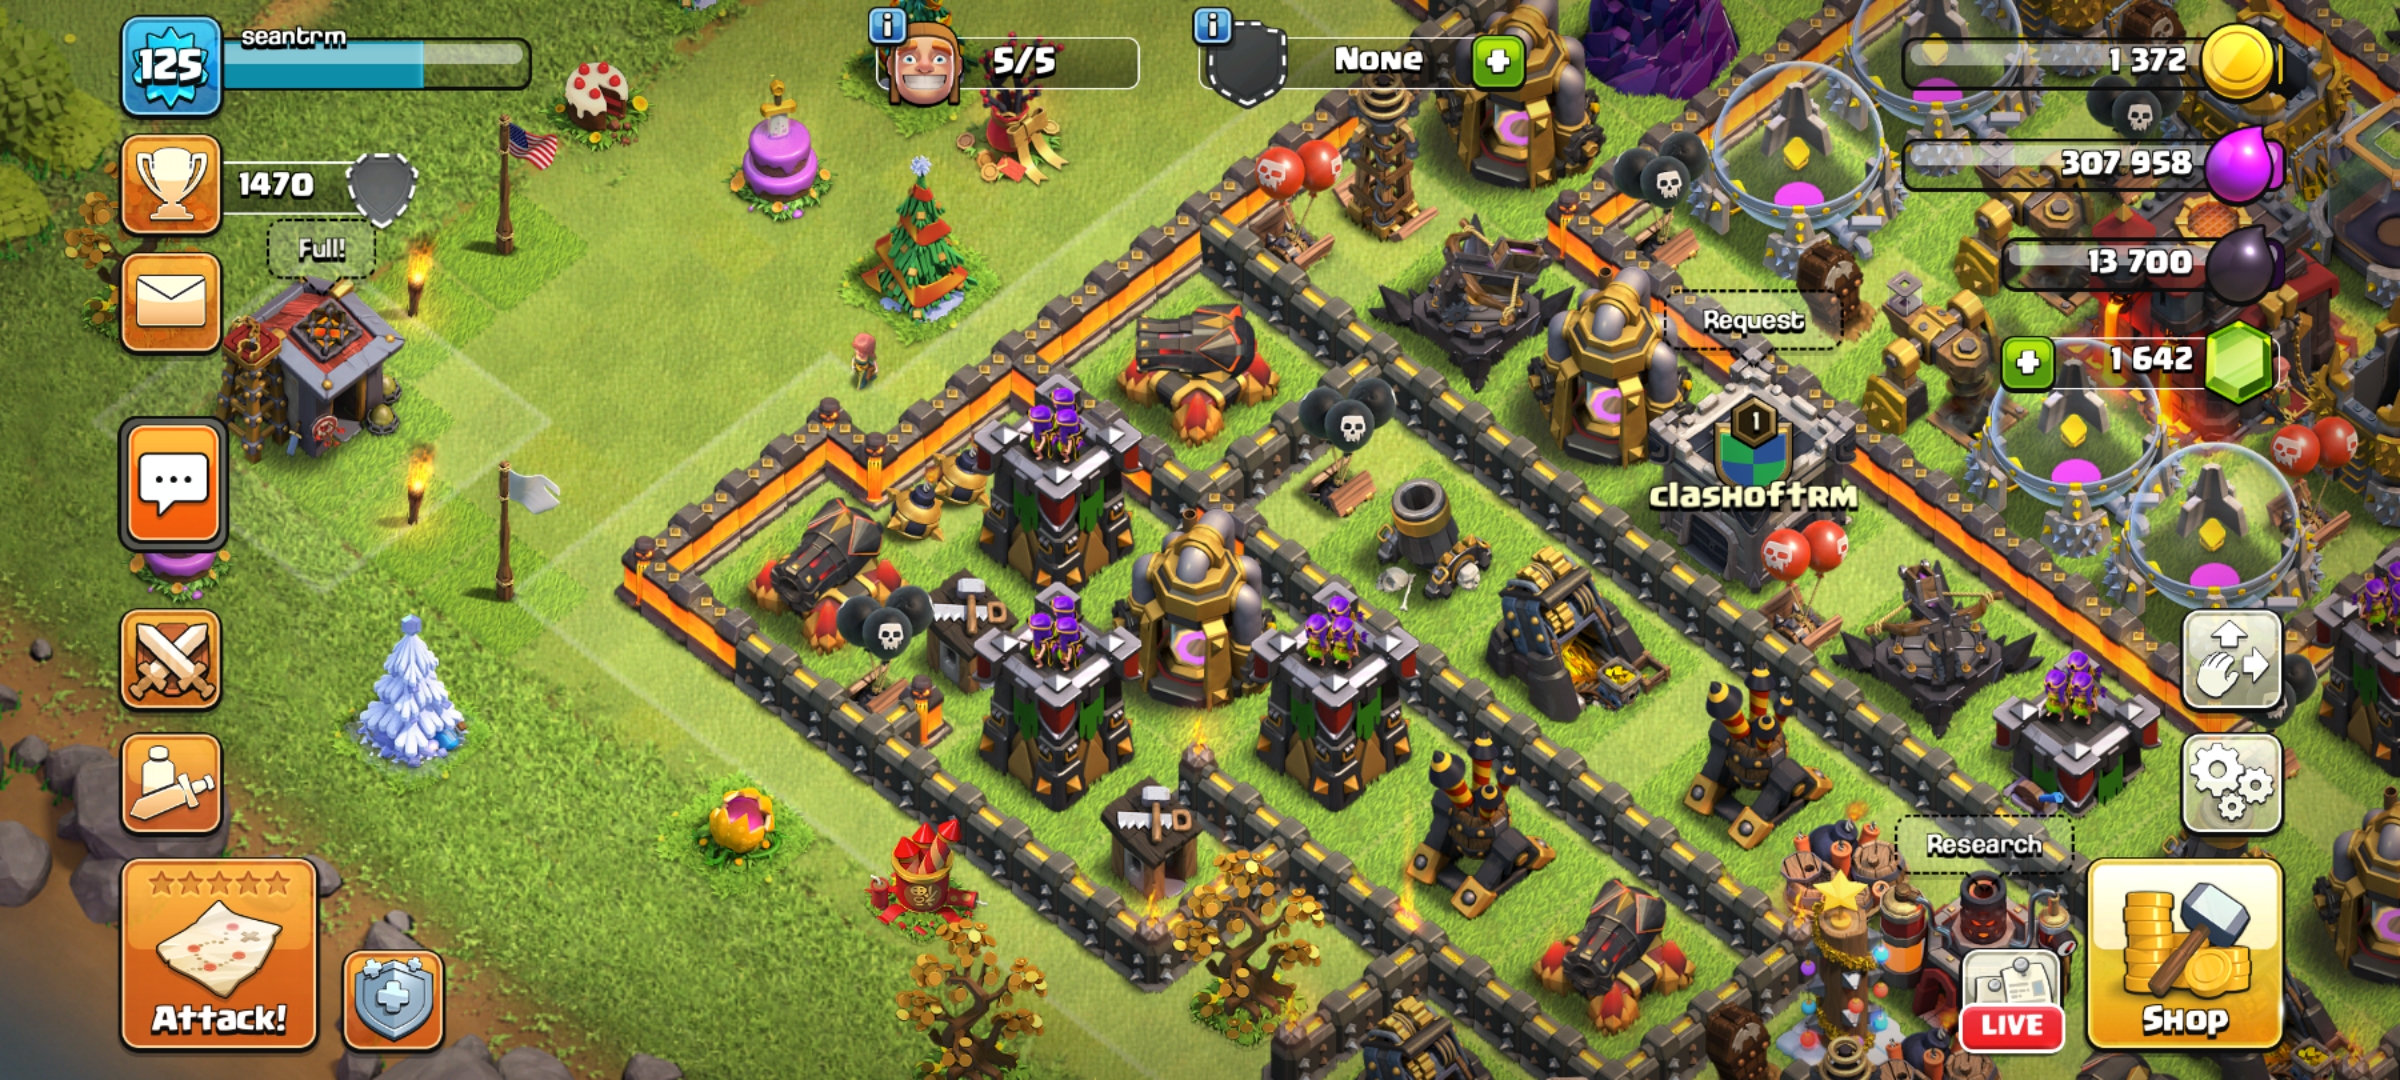 125
seantrm
5/5
None
1 372
1470
307 958
Full!
13 700
Request
1 642
1
clashoftrm
Research
Attack!
LIVE
Shop